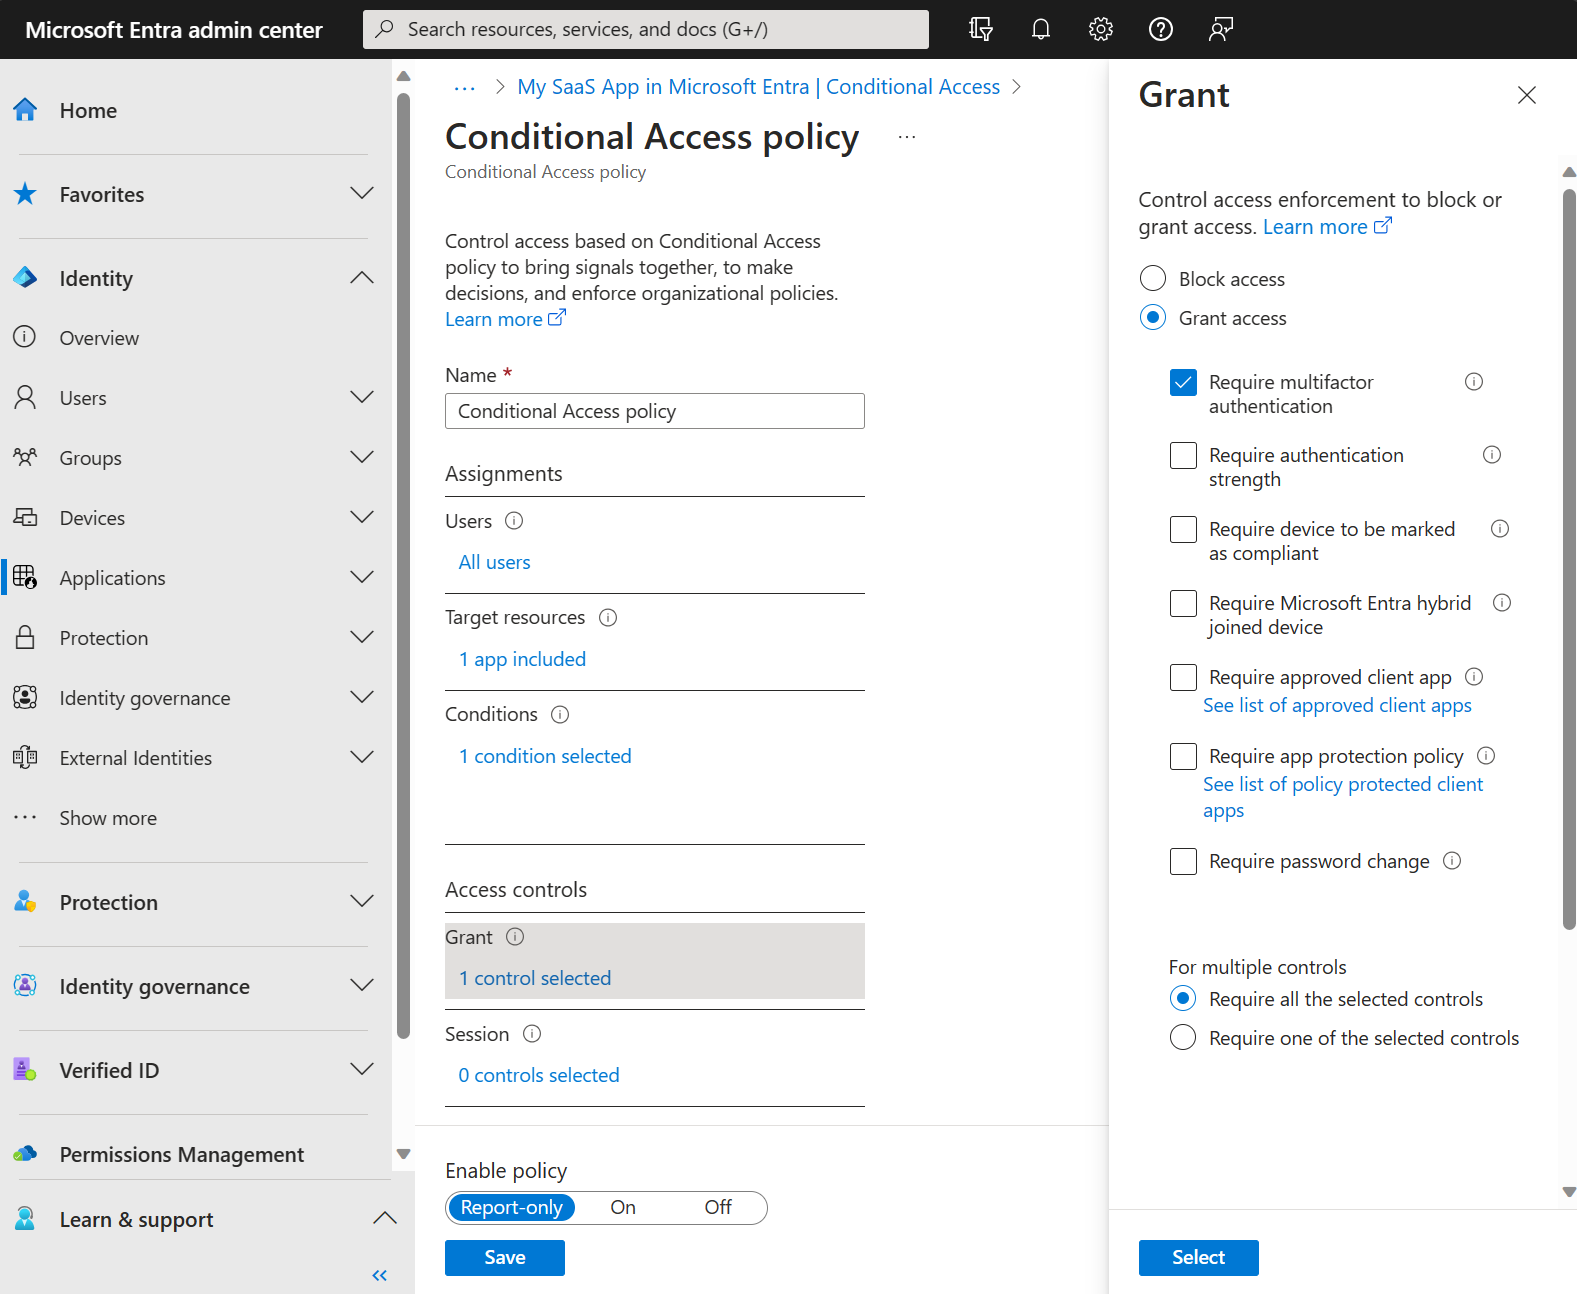 Microsoft Entra admin center
Search resources, services, and docs (G+/)
Home
Favorites
Identity
Overview
Users
Groups
Devices
Applications
Protection
Identity governance
External Identities
Show more
Protection
Identity governance
Verified ID
Permissions Management
Learn & support
My SaaS App in Microsoft Entra | Conditional Access
Conditional Access policy
Conditional Access policy
Control access based on Conditional Access
policy to bring signals together, to make
decisions, and enforce organizational policies.
Learn more
Name *
Conditional Access policy
Assignments
Users
All users
Target resources
1 app included
Conditions
1 condition selected
Access controls
Grant
1 control selected
Session
0 controls selected
Enable policy
Report-only On Off
Save
Grant
Control access enforcement to block or
grant access. Learn more
Block access
Grant access
Require multifactor
authentication
Require authentication
strength
Require device to be marked
as compliant
Require Microsoft Entra hybrid
joined device
Require approved client app
See list of approved client apps
Require app protection policy
See list of policy protected client
apps
Require password change
For multiple controls
Require all the selected controls
Require one of the selected controls
Select